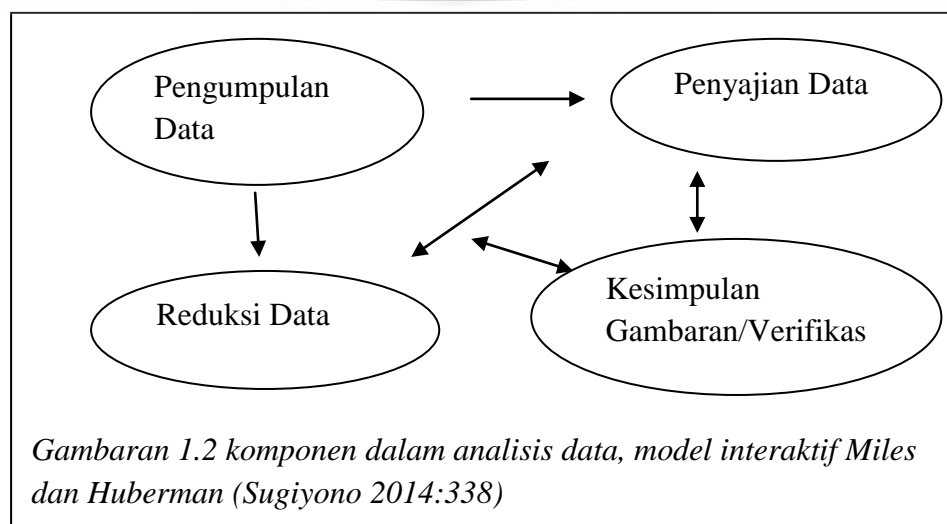 Pengumpulan
Data
Penyajian Data
Reduksi Data
Kesimpulan
Gambaran/Verifikas
Gambaran 1.2 komponen dalam analisis data, model interaktif Miles
dan Huberman (Sugiyono 2014:338)